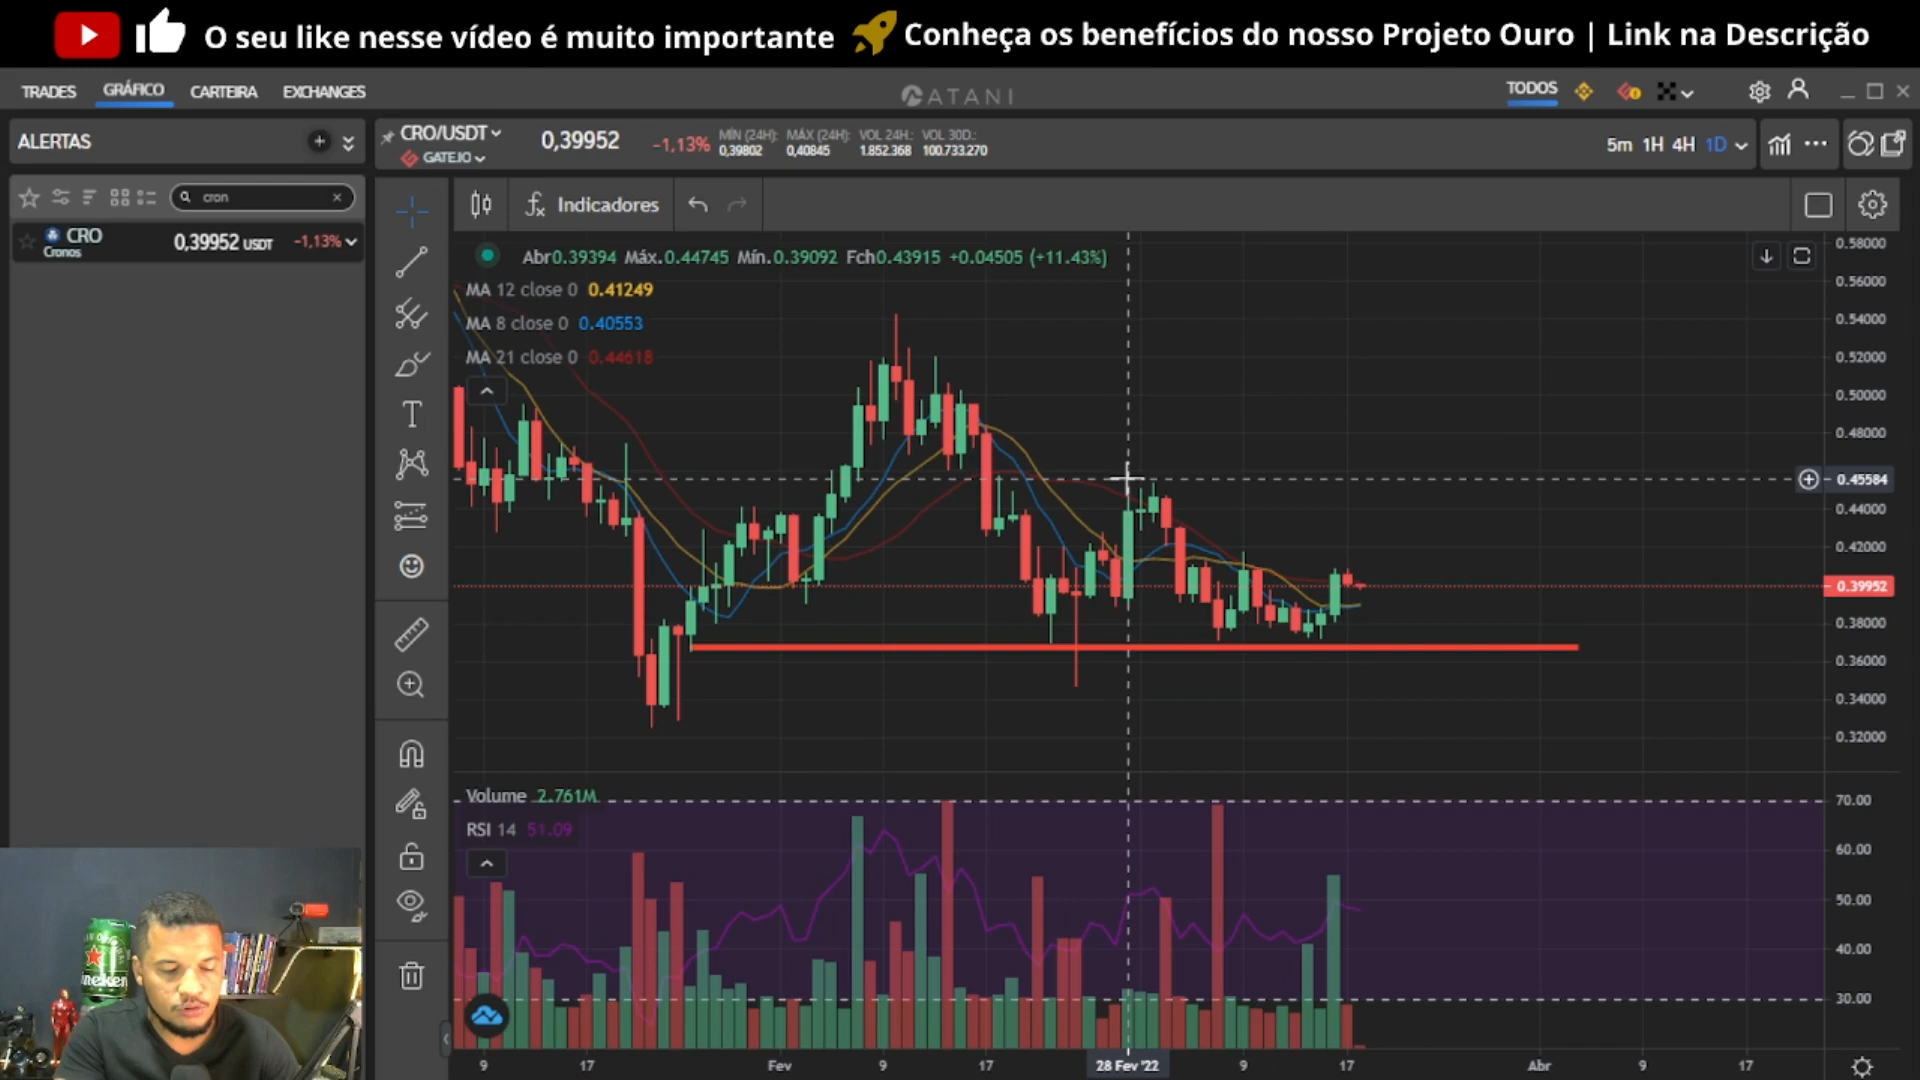 O seu like nesse vídeo é muito importante
Conheça os benefícios do nosso Projeto Ouro | Link na Descrição
TRADES GRÁFICO CARTEIRA EXCHANGES
ATANI
TODOS
ALERTAS
CRO/USDT
GATE.IO
0,39952 -1,13%
MÍN (24H): 0,39802
MÁX (24H): 0,40845
VOL 24H.: 1.852.368
VOL 30D.: 100.733.270
5m 1H 4H 1D
cron
CRO
Cronos
0,39952 USDT -1,13%
Indicadores
Abr0.39394 Máx.0.44745 Mín.0.39092 Fch0.43915 +0.04505 (+11.43%)
MA 12 close 0 0.41249
MA 8 close 0 0.40553
MA 21 close 0 0.44618
0.58000
0.56000
0.54000
0.52000
0.50000
0.48000
0.45584
0.44000
0.42000
0.39952
0.38000
0.36000
0.34000
0.32000
Volume 2.761M
RSI 14 51.09
70.00
60.00
50.00
40.00
30.00
9 17 Fev 9 17 28 Fev '22 9 17 Abr 9 17